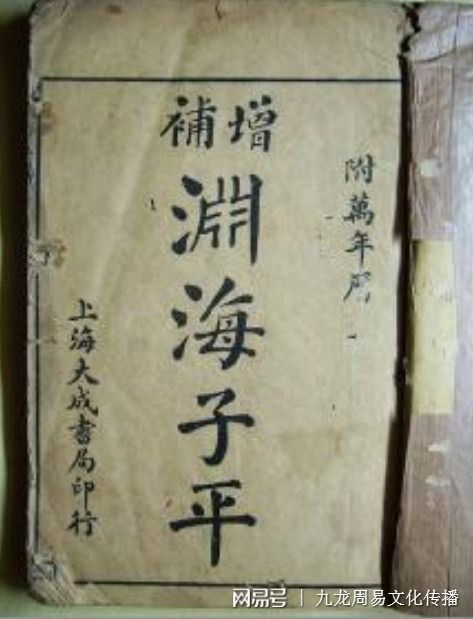 增補
淵海子平
附萬年歷
上海大成書局印行
网易号 | 九龙周易文化传播